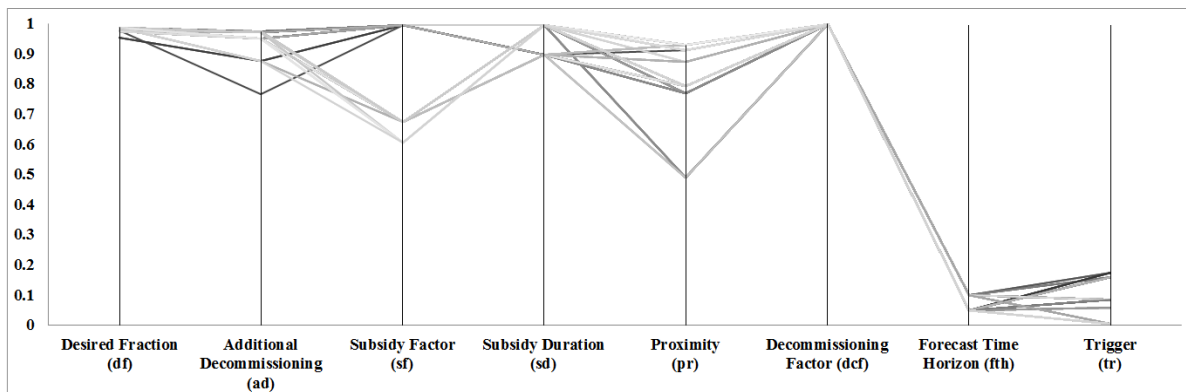 1
0.9
0.8
0.7
0.6
0.5
0.4
0.3
0.2
0.1
0
Desired Fraction
(df)
Additional
Decommissioning
(ad)
Subsidy Factor
(sf)
Subsidy Duration
(sd)
Proximity
(pr)
Decommissioning
Factor (dcf)
Forecast Time
Horizon (fth)
Trigger
(tr)